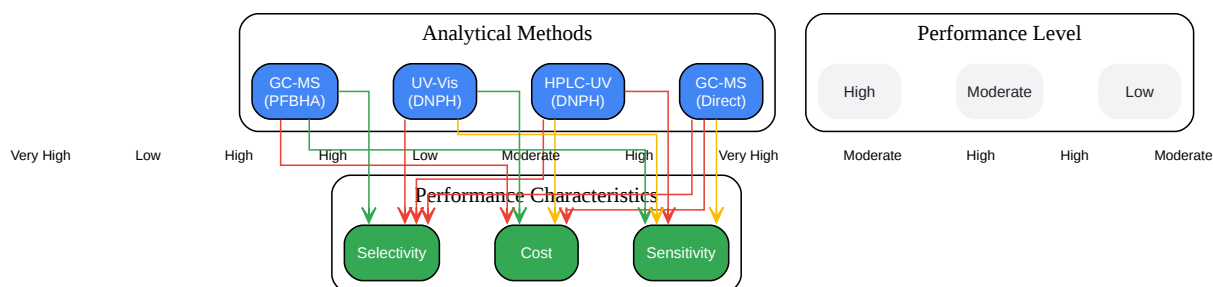 Analytical Methods
Performance Level
GC-MS
(PFBHA)
UV-Vis
(DNPH)
HPLC-UV
(DNPH)
GC-MS
(Direct)
High
Moderate
Low
Very High
Low
High
High
Low
Moderate
High
Very High
Moderate
High
High
Moderate
Performance Characteristics
Selectivity
Cost
Sensitivity